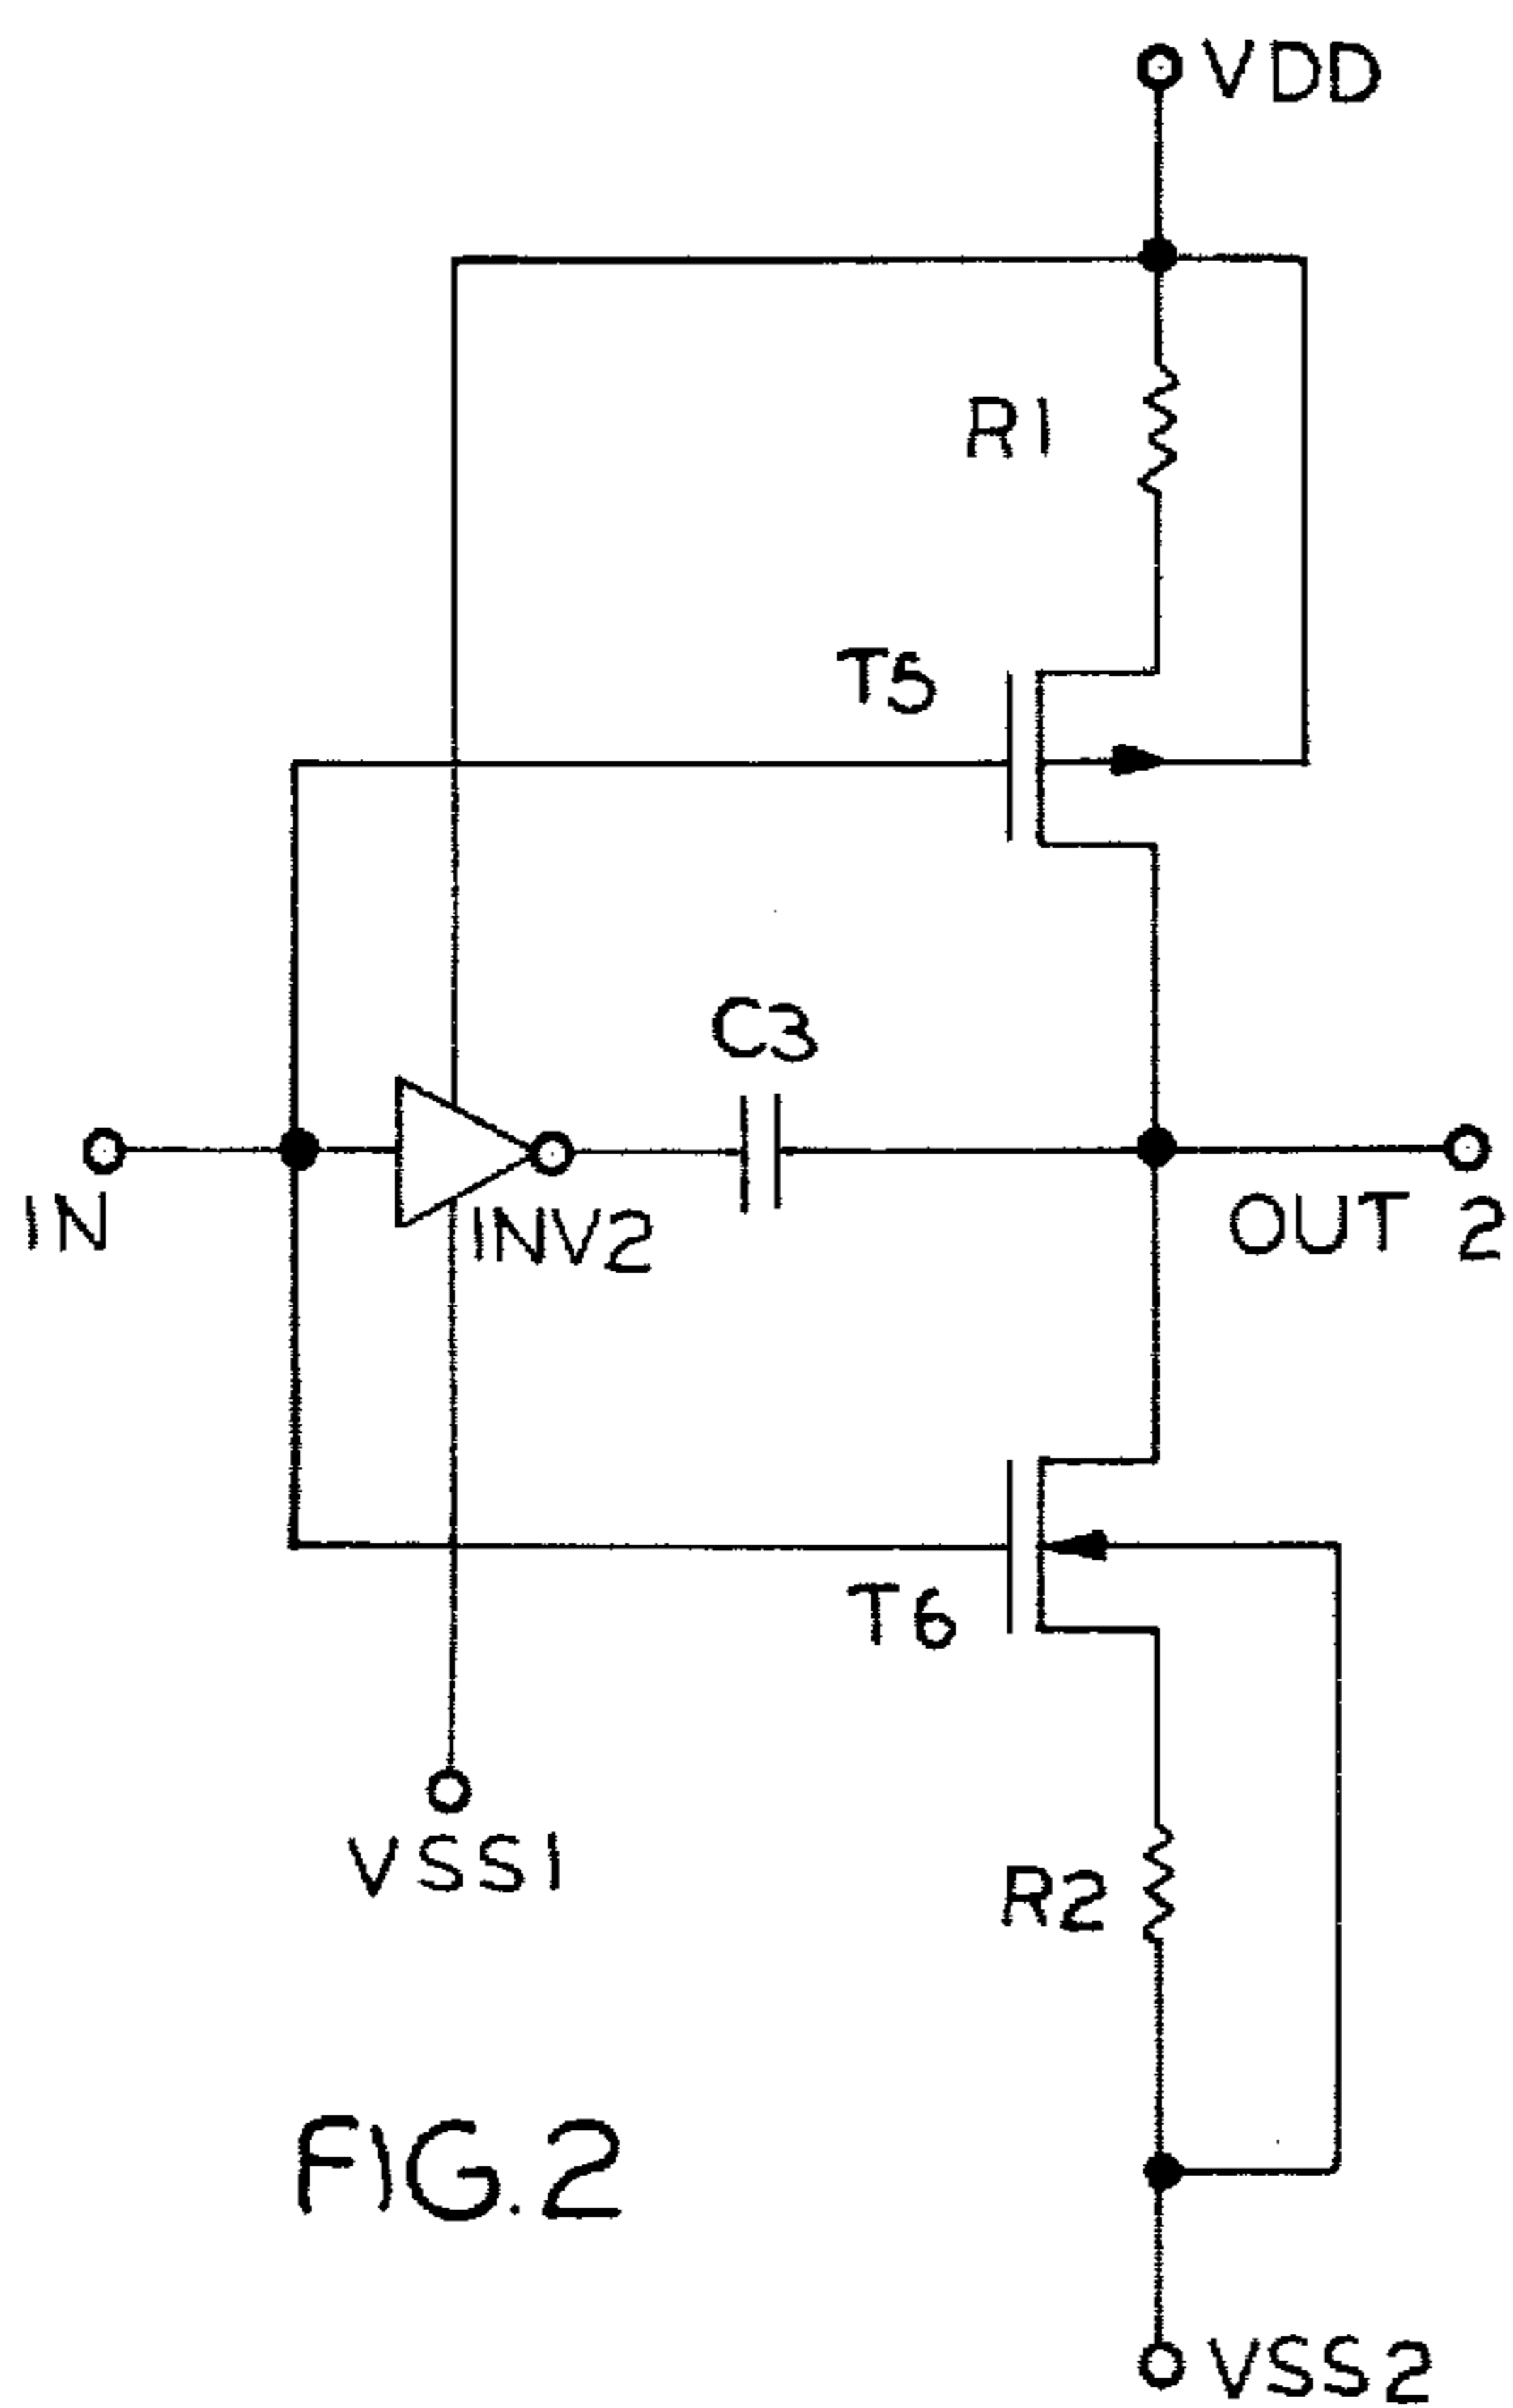 VDD
R1
T5
C3
IN
INV2
OUT 2
T6
VSS1
R2
FIG.2
VSS2